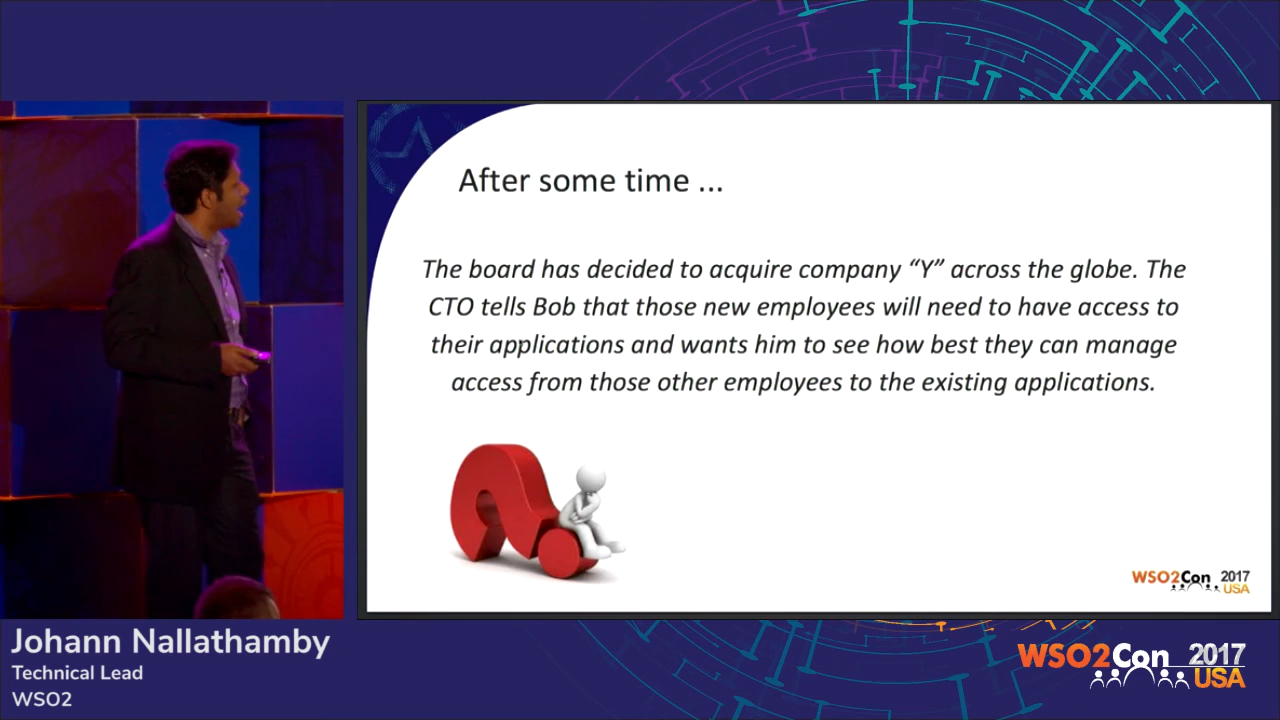 After some time ...
The board has decided to acquire company “Y” across the globe. The
CTO tells Bob that those new employees will need to have access to
their applications and wants him to see how best they can manage
access from those other employees to the existing applications.
WSO2Con 2017
USA
Johann Nallathamby
Technical Lead
WSO2
WSO2Con 2017
USA